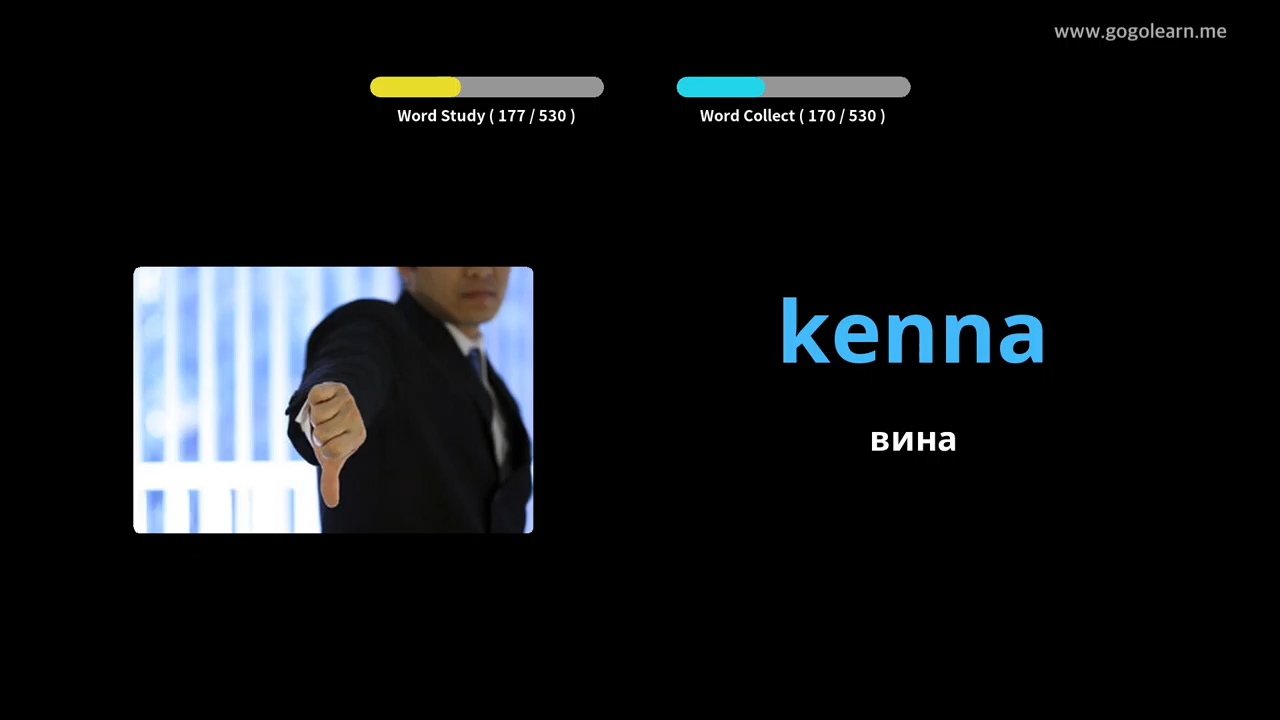 www.gogolearn.me
Word Study ( 177 / 530 )
Word Collect ( 170 / 530 )
kenna
вина